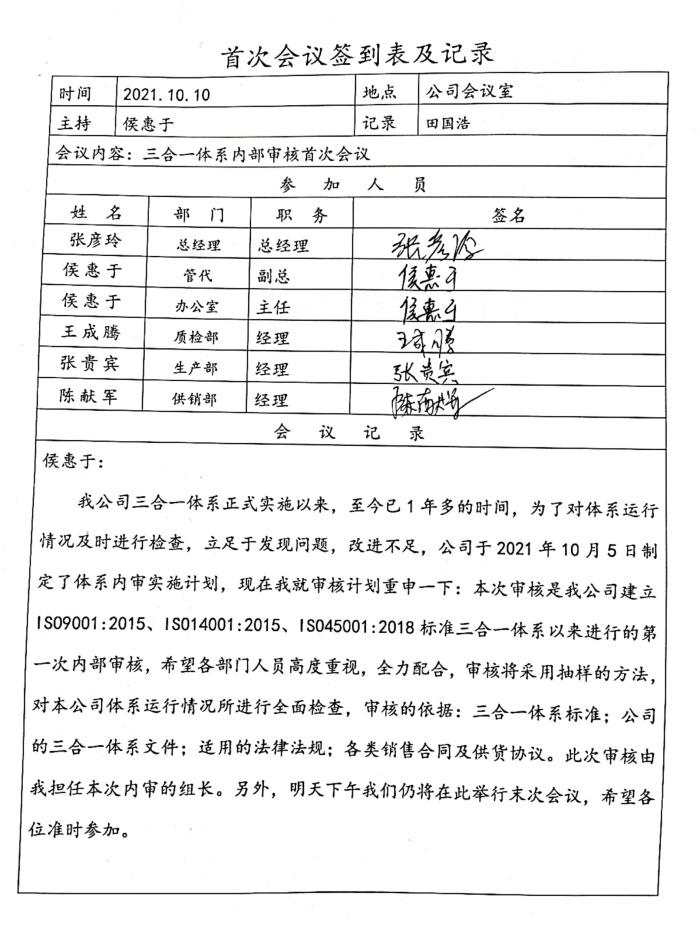 首次会议签到表及记录
时间 2021.10.10 地点 公司会议室
主持 侯惠于 记录 田国浩
会议内容：三合一体系内部审核首次会议
参 加 人 员
姓 名 部 门 职 务 签名
张彦玲 总经理 总经理 张彦玲
侯惠于 管代 副总 侯惠于
侯惠于 办公室 主任 侯惠于
王成腾 质检部 经理 王成腾
张贵宾 生产部 经理 张贵宾
陈献军 供销部 经理 陈献军
会 议 记 录
侯惠于：
我公司三合一体系正式实施以来，至今已1年多的时间，为了对体系运行
情况及时进行检查，立足于发现问题，改进不足，公司于2021年10月5日制
定了体系内审实施计划，现在我就审核计划重申一下：本次审核是我公司建立
ISO9001:2015、ISO14001:2015、ISO45001:2018标准三合一体系以来进行的第
一次内部审核，希望各部门人员高度重视，全力配合，审核将采用抽样的方法，
对本公司体系运行情况所进行全面检查，审核的依据：三合一体系标准；公司
的三合一体系文件；适用的法律法规；各类销售合同及供货协议。此次审核由
我担任本次内审的组长。另外，明天下午我们仍将在此举行末次会议，希望各
位准时参加。